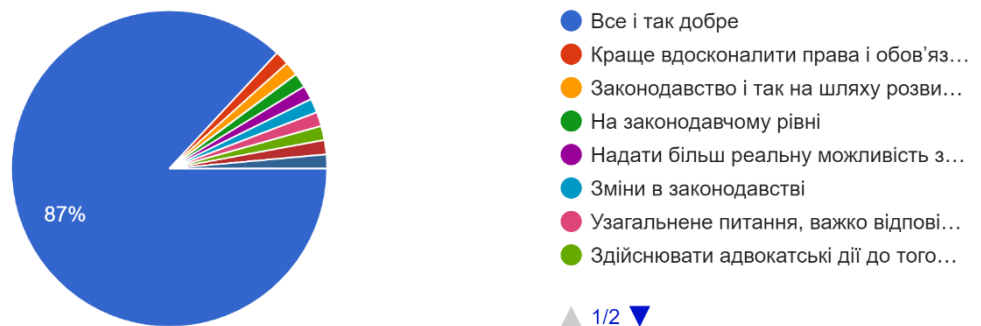 Все і так добре
Краще вдосконалити права і обов’яз...
Законодавство і так на шляху розви...
На законодавчому рівні
Надати більш реальну можливість з...
Зміни в законодавстві
Узагальнене питання, важко відпові...
Здійснювати адвокатські дії до того...
87%
1/2